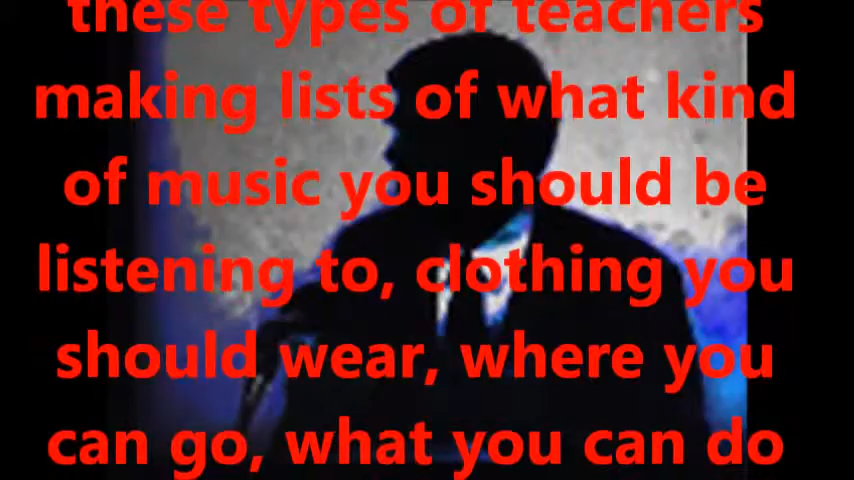 these types of teachers
making lists of what kind
of music you should be
listening to, clothing you
should wear, where you
can go, what you can do